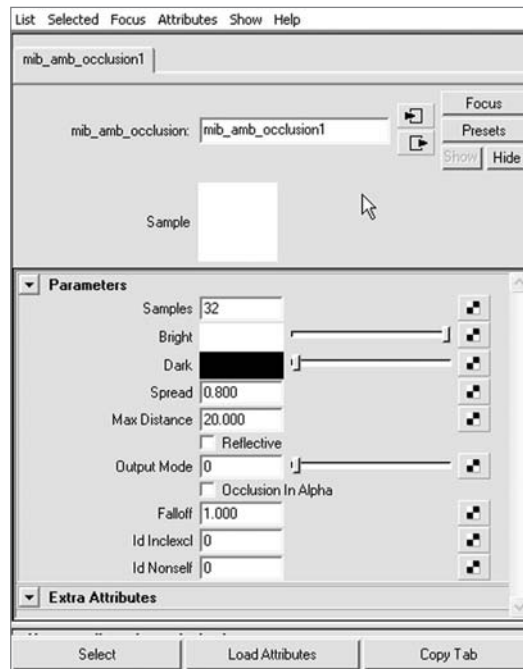 List Selected Focus Attributes Show Help
mib_amb_occlusion1
Focus
mib_amb_occlusion: mib_amb_occlusion1
Presets
Show Hide
Sample
Parameters
Samples 32
Bright
Dark
Spread 0.800
Max Distance 20.000
Reflective
Output Mode 0
Occlusion In Alpha
Falloff 1.000
Id Inclexcl 0
Id Nonself 0
Extra Attributes
Select Load Attributes Copy Tab